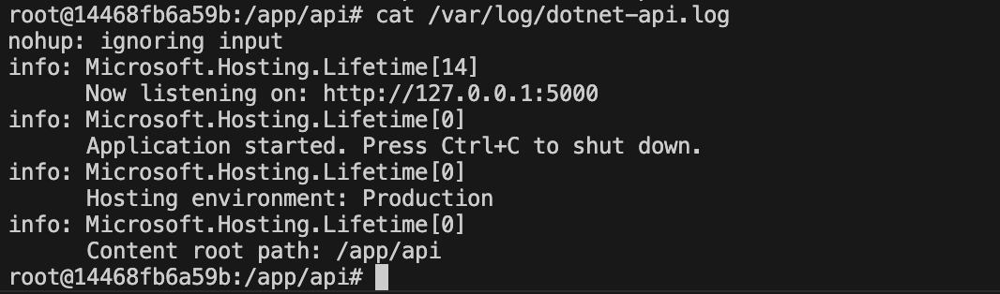 root@14468fb6a59b:/app/api# cat /var/log/dotnet-api.log
nohup: ignoring input
info: Microsoft.Hosting.Lifetime[14]
      Now listening on: http://127.0.0.1:5000
info: Microsoft.Hosting.Lifetime[0]
      Application started. Press Ctrl+C to shut down.
info: Microsoft.Hosting.Lifetime[0]
      Hosting environment: Production
info: Microsoft.Hosting.Lifetime[0]
      Content root path: /app/api
root@14468fb6a59b:/app/api#